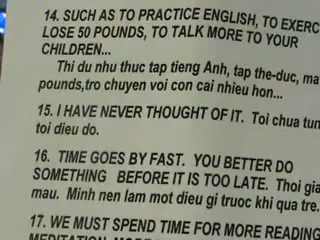 14. SUCH AS TO PRACTICE ENGLISH, TO EXERC
LOSE 50 POUNDS, TO TALK MORE TO YOUR
CHILDREN...
Thi du nhu thuc tap tieng Anh, tap the-duc, ma
pounds,tro chuyen voi con cai nhieu hon...
15. I HAVE NEVER THOUGHT OF IT. Toi chua tun
toi dieu do.
16. TIME GOES BY FAST. YOU BETTER DO
SOMETHING BEFORE IT IS TOO LATE. Thoi gia
mau. Minh nen lam mot dieu gi truoc khi qua tre.
17. WE MUST SPEND TIME FOR MORE READING